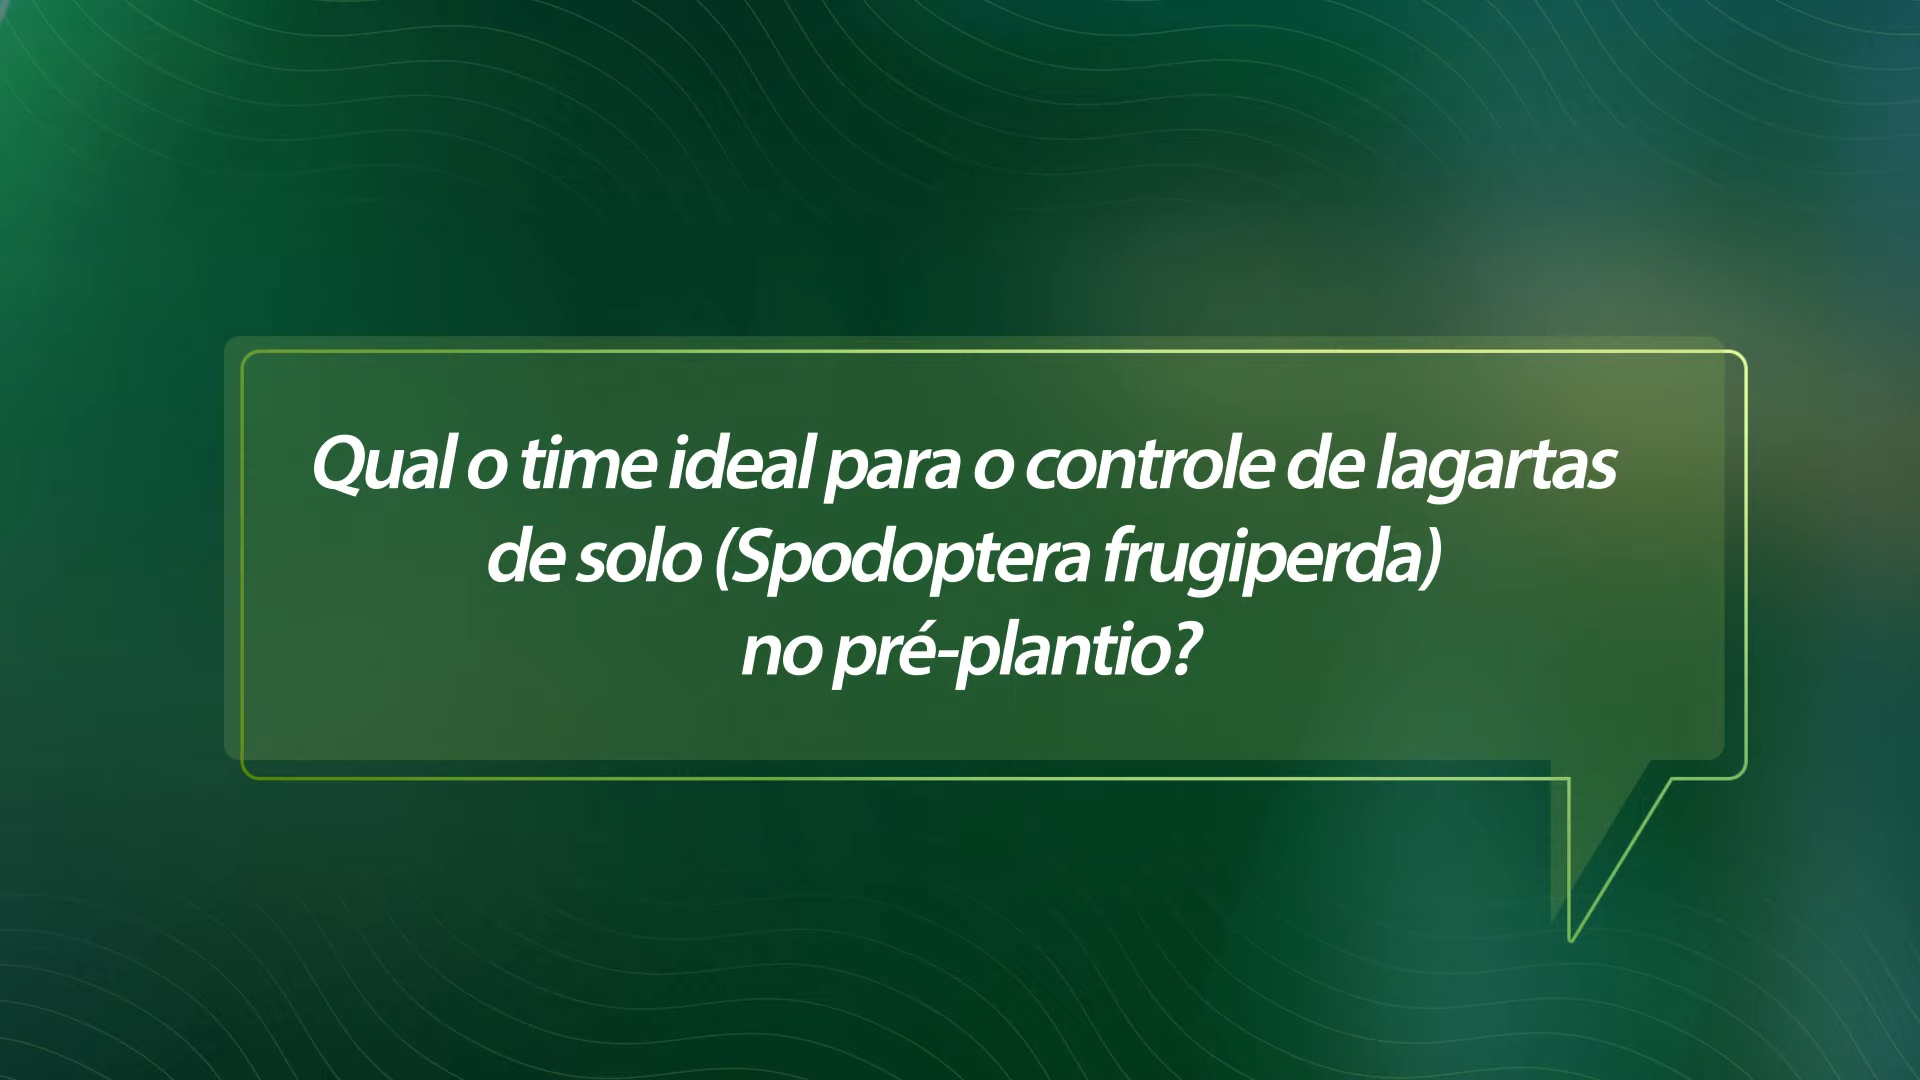 Qual o time ideal para o controle de lagartas
de solo (Spodoptera frugiperda)
no pré-plantio?